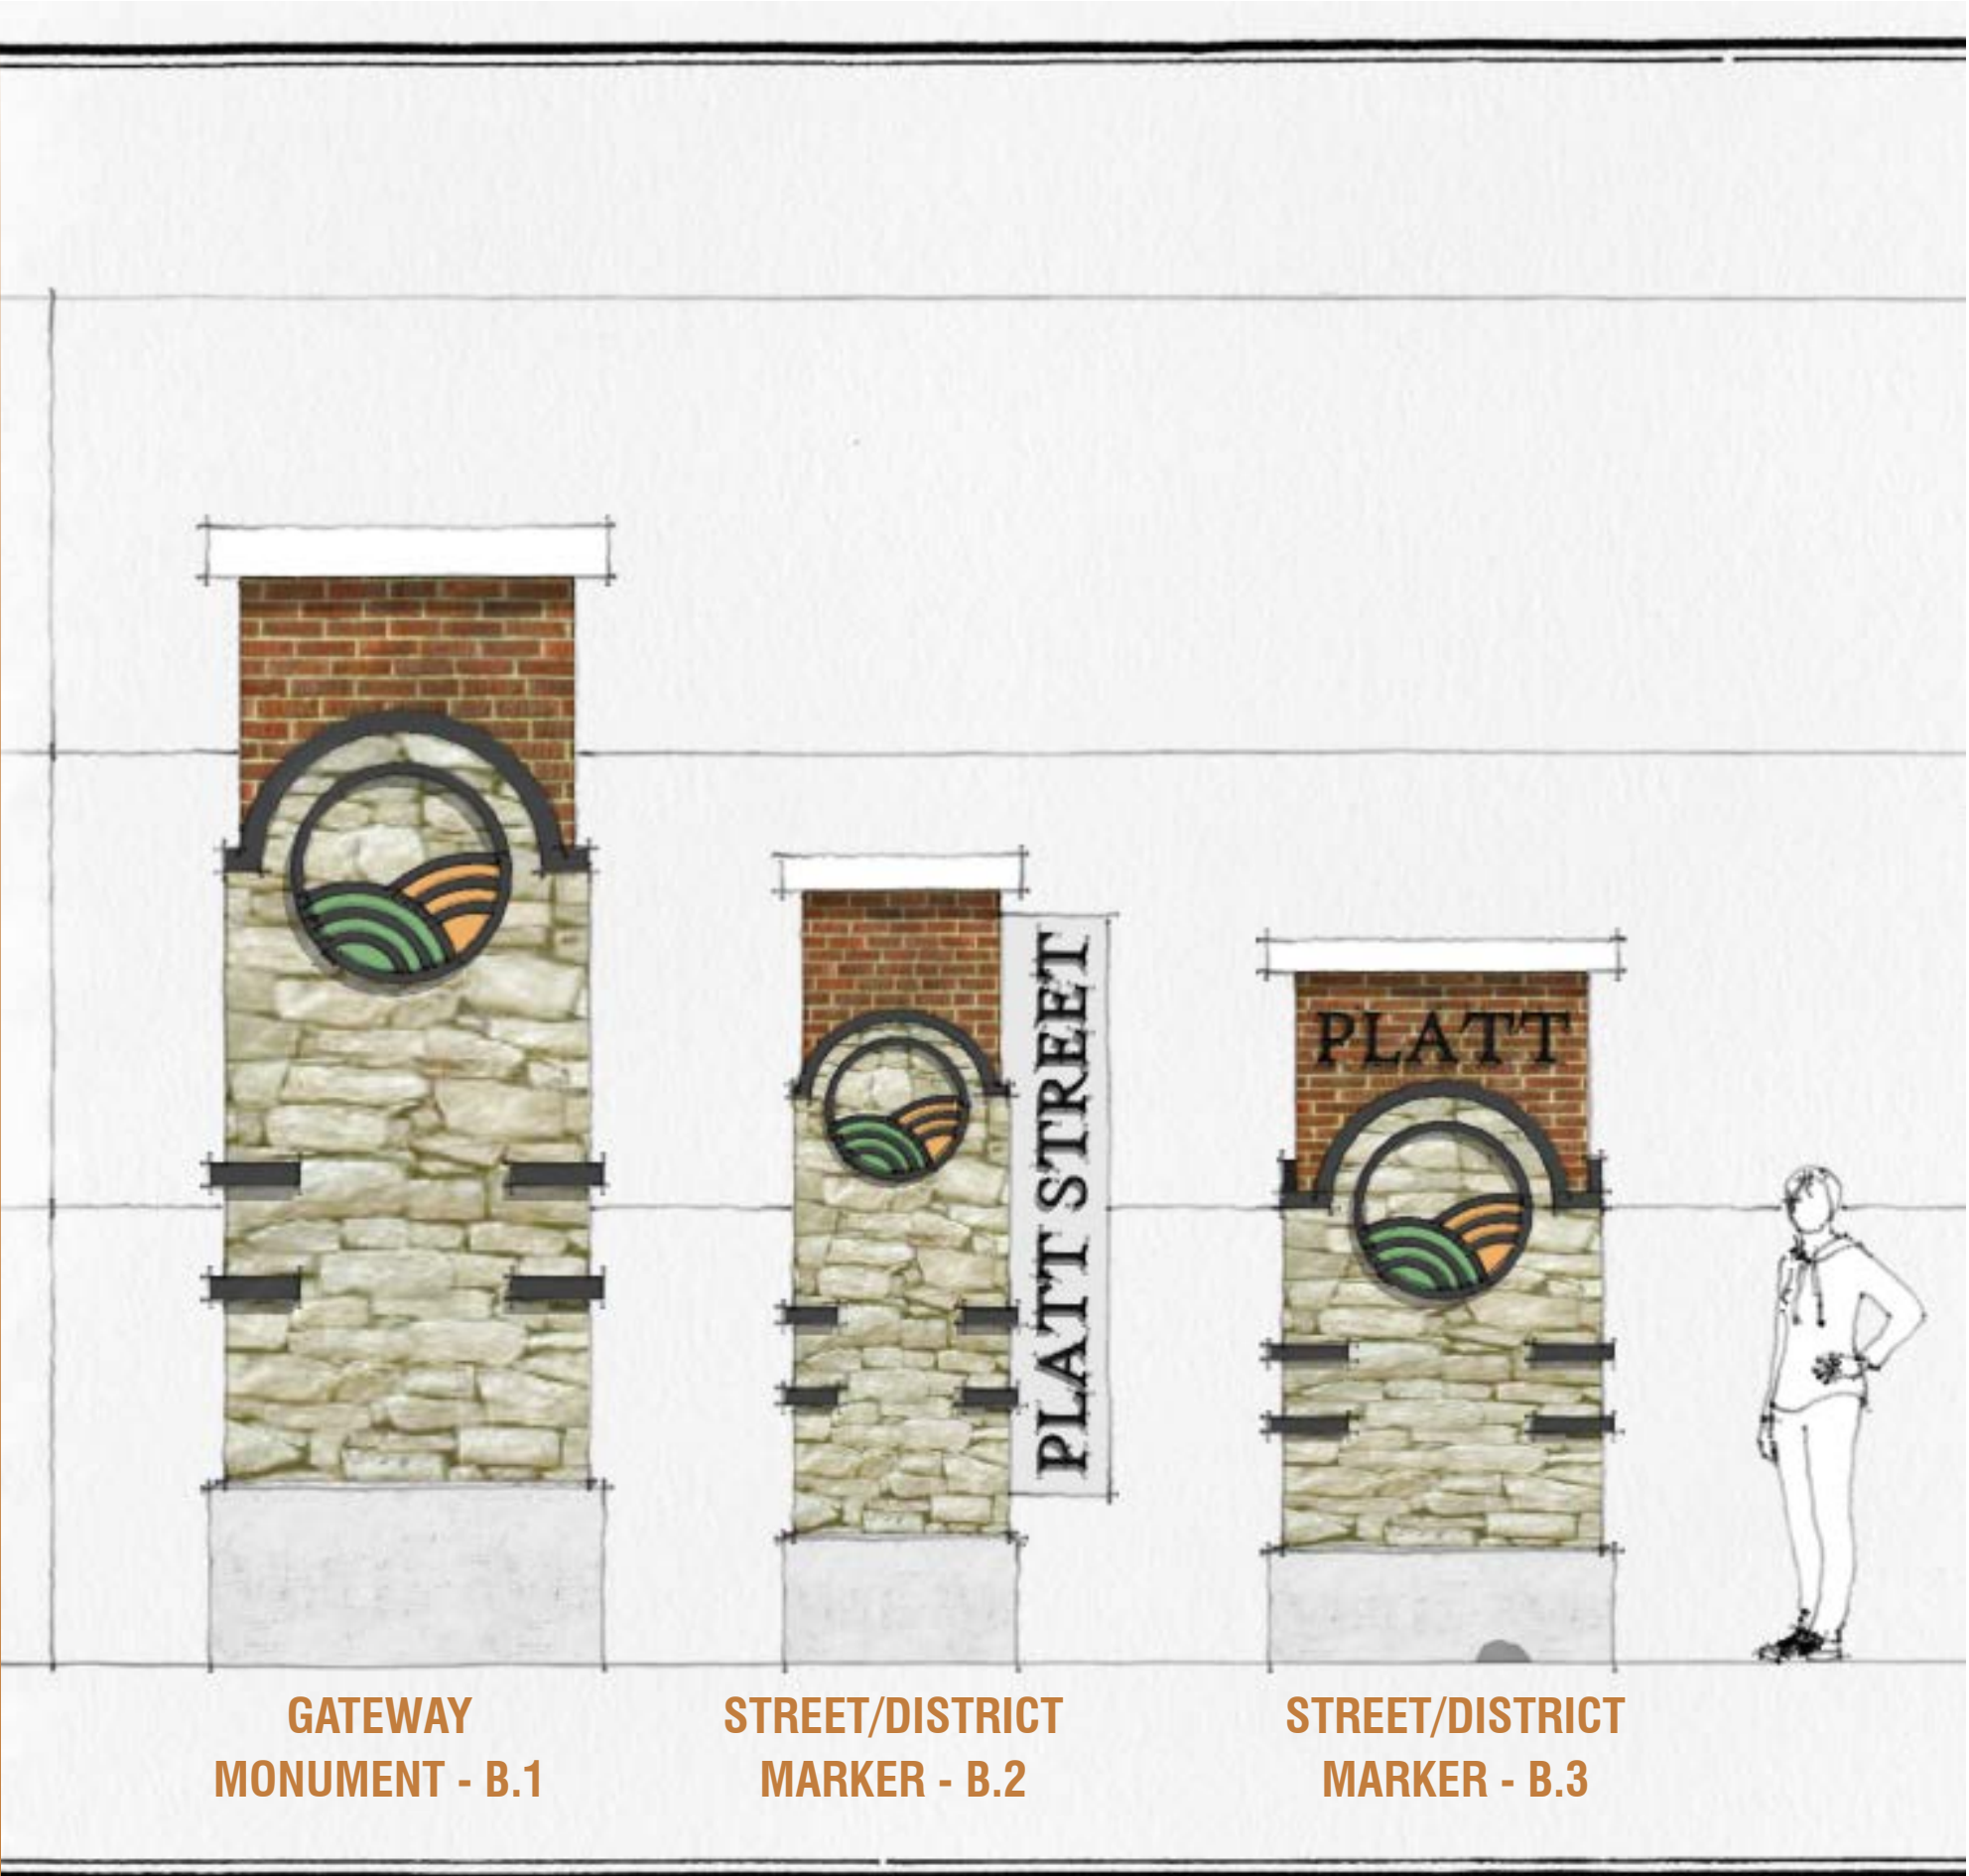 PLATT STREET
PLATT
GATEWAY
MONUMENT - B.1
STREET/DISTRICT
MARKER - B.2
STREET/DISTRICT
MARKER - B.3